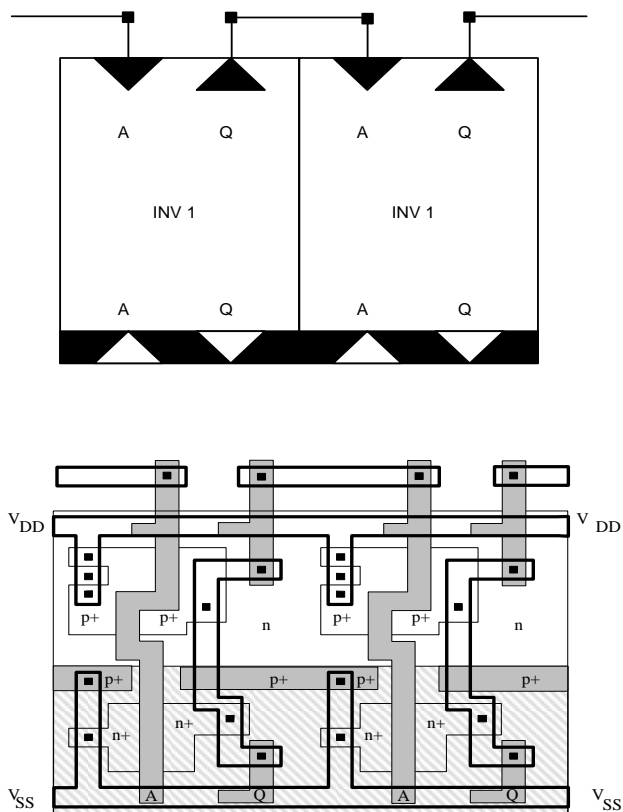 A Q A Q
INV 1 INV 1
A Q A Q
VDD VDD
p+ p+ n p+ p+ n
p+ p+ p+ p+
n+ n+ n+ n+
VSS A Q A Q VSS